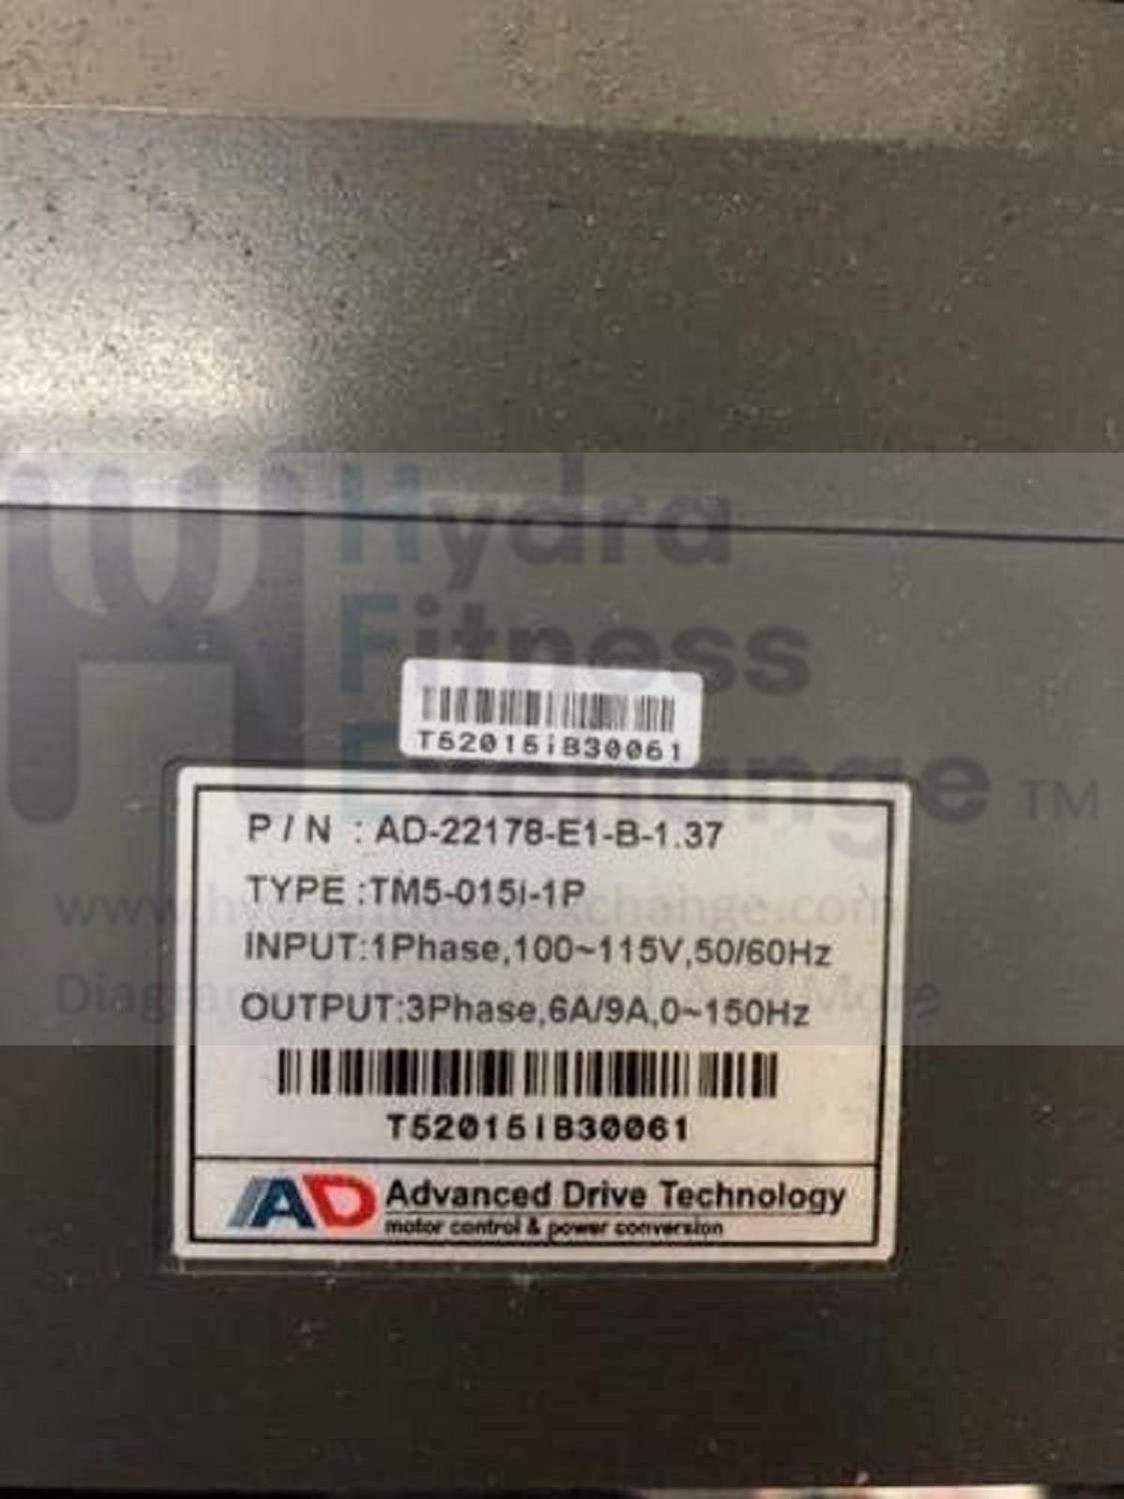 Hydra
Fitness
Exchange TM
T52015iB30061
P/N : AD-22178-E1-B-1.37
TYPE :TM5-015I-1P
INPUT:1Phase,100~115V,50/60Hz
OUTPUT:3Phase,6A/9A,0~150Hz
T52015iB30061
AD Advanced Drive Technology
motor control & power conversion